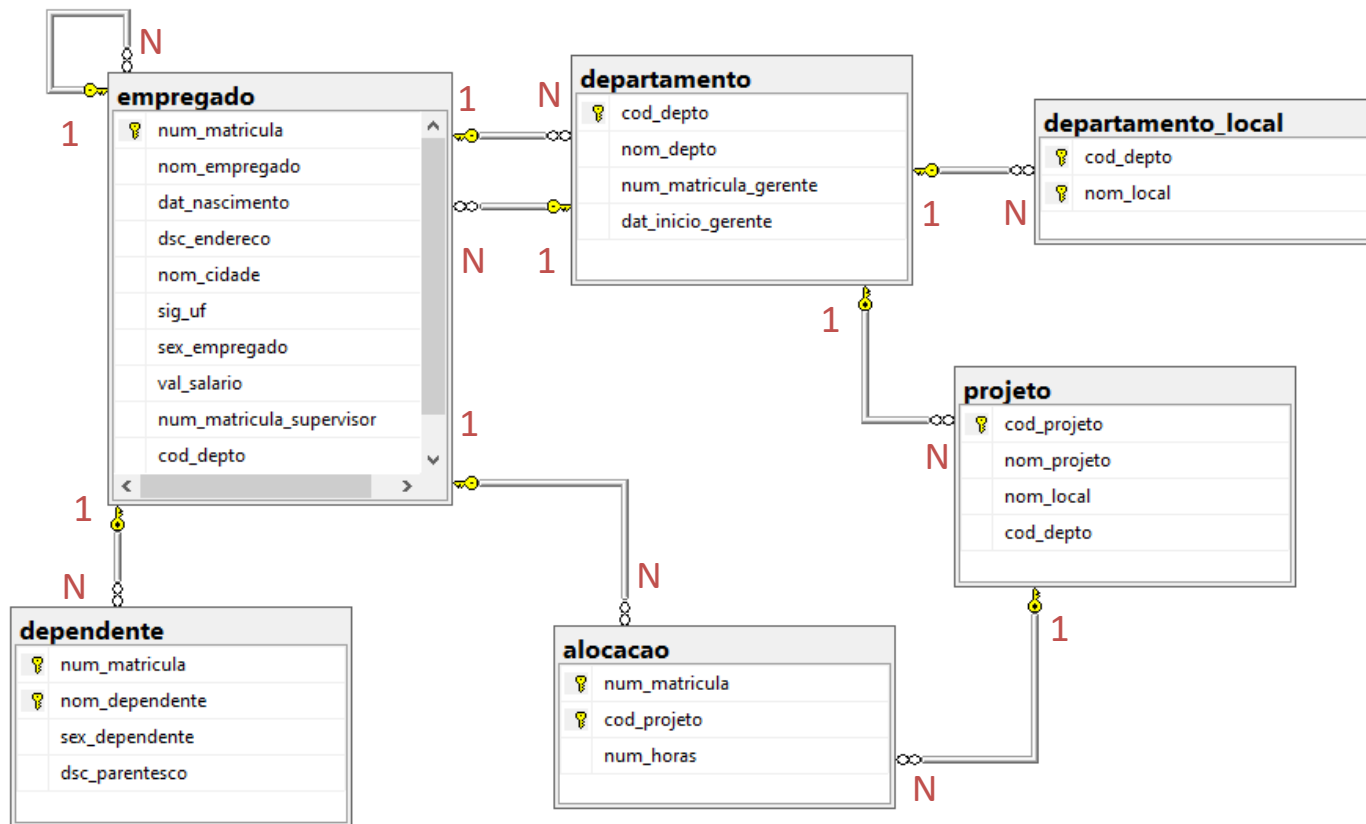 N
1
empregado
num_matricula
nom_empregado
dat_nascimento
dsc_endereco
nom_cidade
sig_uf
sex_empregado
val_salario
num_matricula_supervisor
cod_depto
1
N
N
1
departamento
cod_depto
nom_depto
num_matricula_gerente
dat_inicio_gerente
1
N
departamento_local
cod_depto
nom_local
1
N
projeto
cod_projeto
nom_projeto
nom_local
cod_depto
1
N
dependente
num_matricula
nom_dependente
sex_dependente
dsc_parentesco
1
N
alocacao
num_matricula
cod_projeto
num_horas
1
N